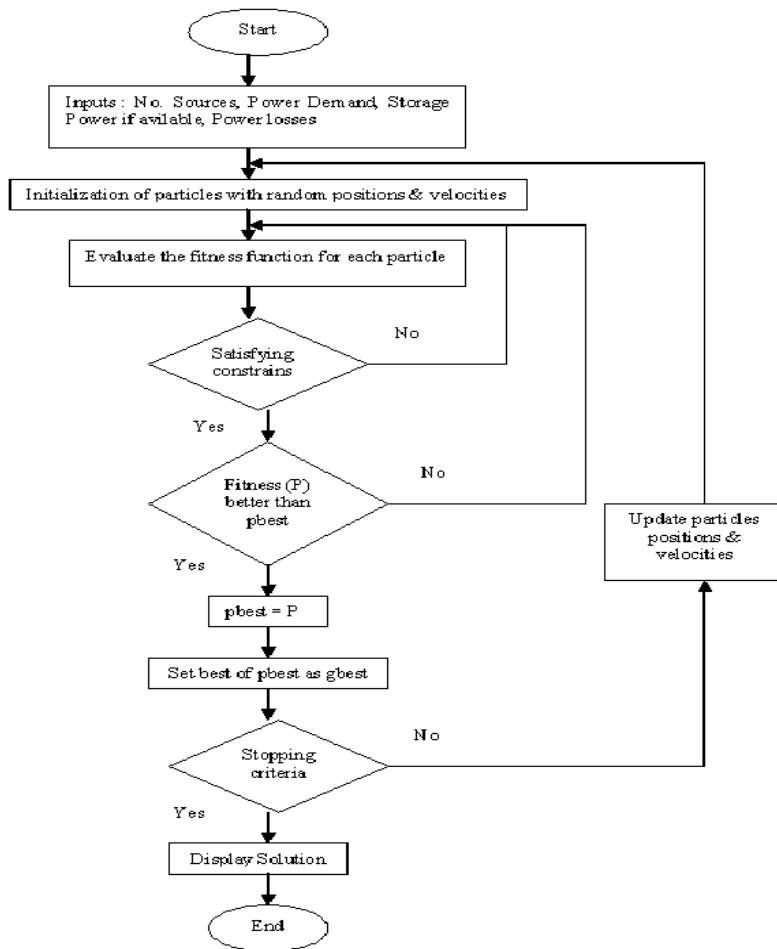 Start
Inputs : No. Sources, Power Demand, Storage
Power if avilable, Power losses
Initialization of particles with random positions & velocities
Evaluate the fitness function for each particle
No
Satisfying
constrains
Yes
No
Fitness (P)
better than
pbest
Update particles
positions &
velocities
Yes
pbest = P
Set best of pbest as gbest
No
Stopping
criteria
Yes
Display Solution
End